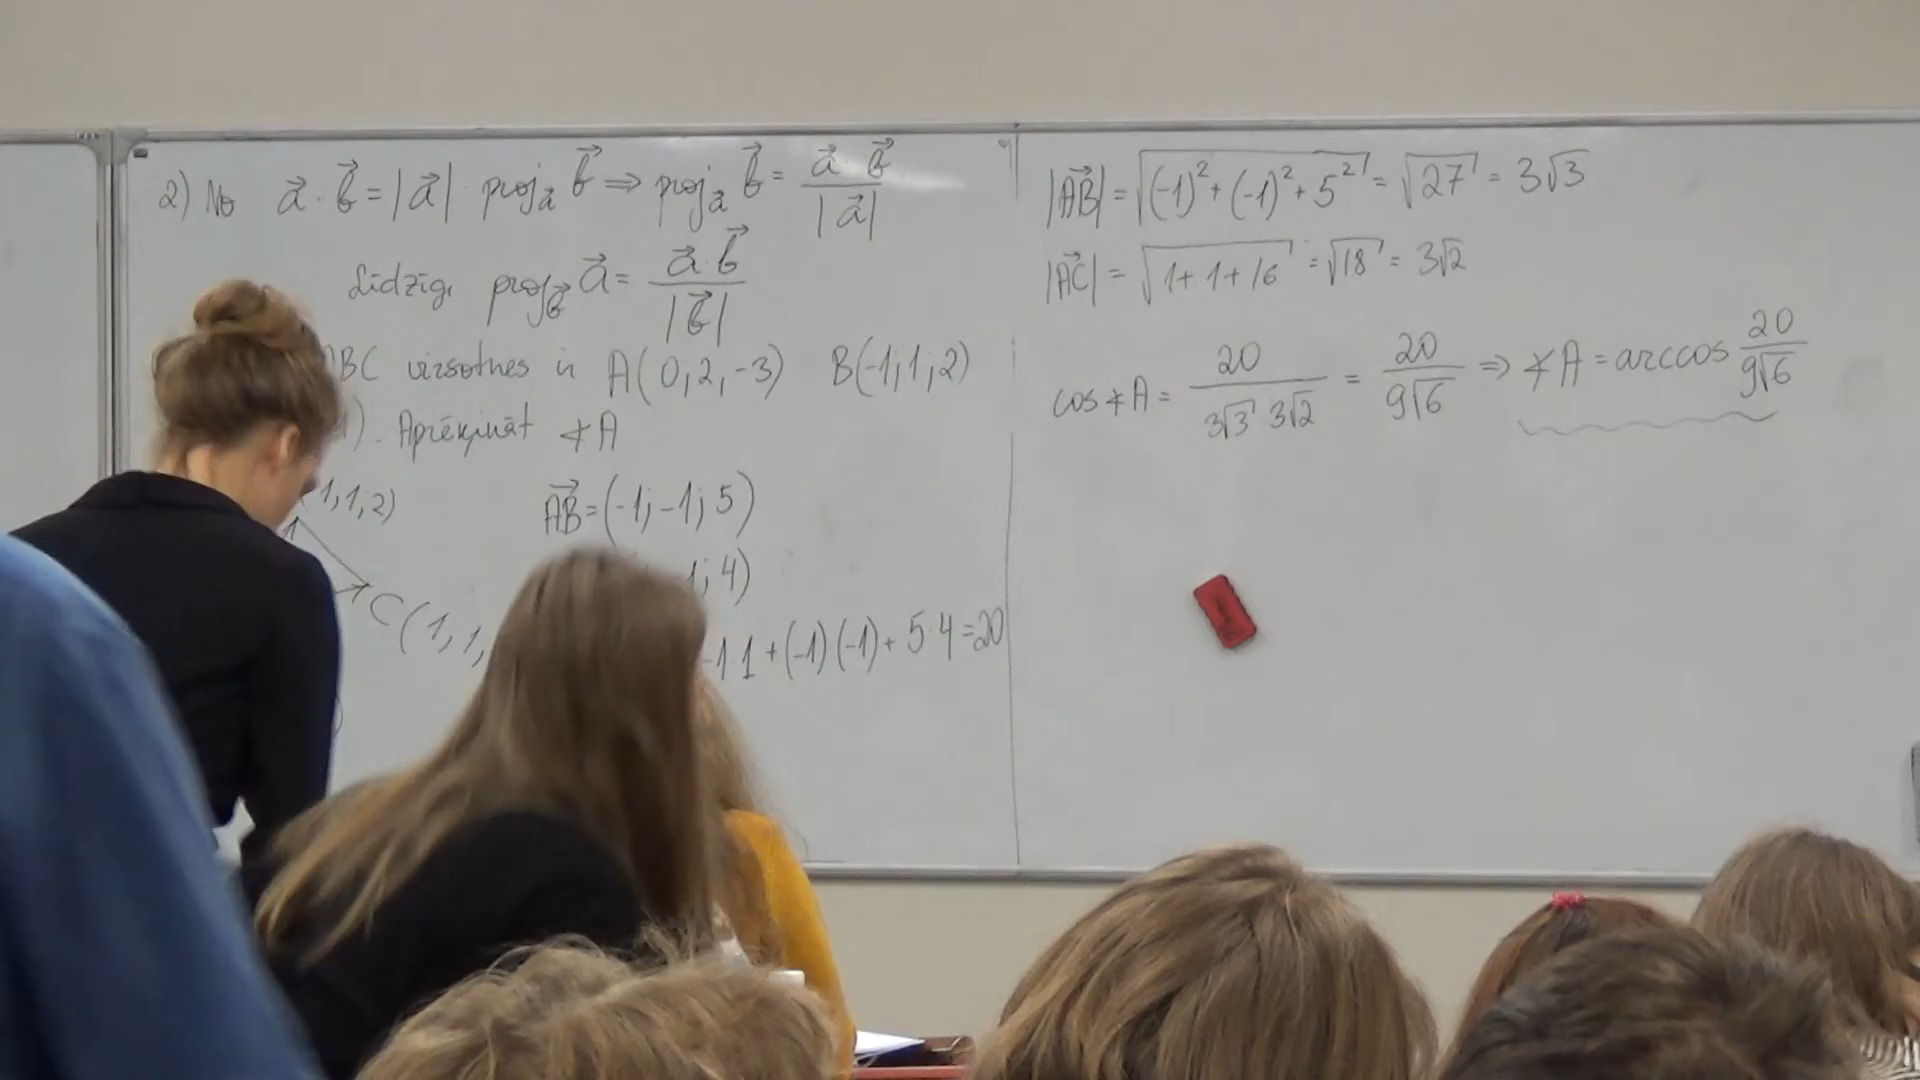 2) No a⃗ · b⃗ = |a⃗| proj_a⃗ b⃗ ⇒ proj_a⃗ b⃗ = (a⃗ · b⃗)/|a⃗|
Līdzīgi proj_b⃗ a⃗ = (a⃗ · b⃗)/|b⃗|
BC virsotnes ir A(0, 2, -3) B(-1; 1; 2)
). Aprēķināt ∢A
1, 1, 2)
AB⃗ = (-1; -1; 5)
; 4)
C(1, 1,
-1·1 + (-1)(-1) + 5·4 = 20
|AB⃗| = √((-1)² + (-1)² + 5²) = √27 = 3√3
|AC⃗| = √(1 + 1 + 16) = √18 = 3√2
cos∢A = 20/(3√3 3√2) = 20/(9√6) ⇒ ∢A = arccos 20/(9√6)